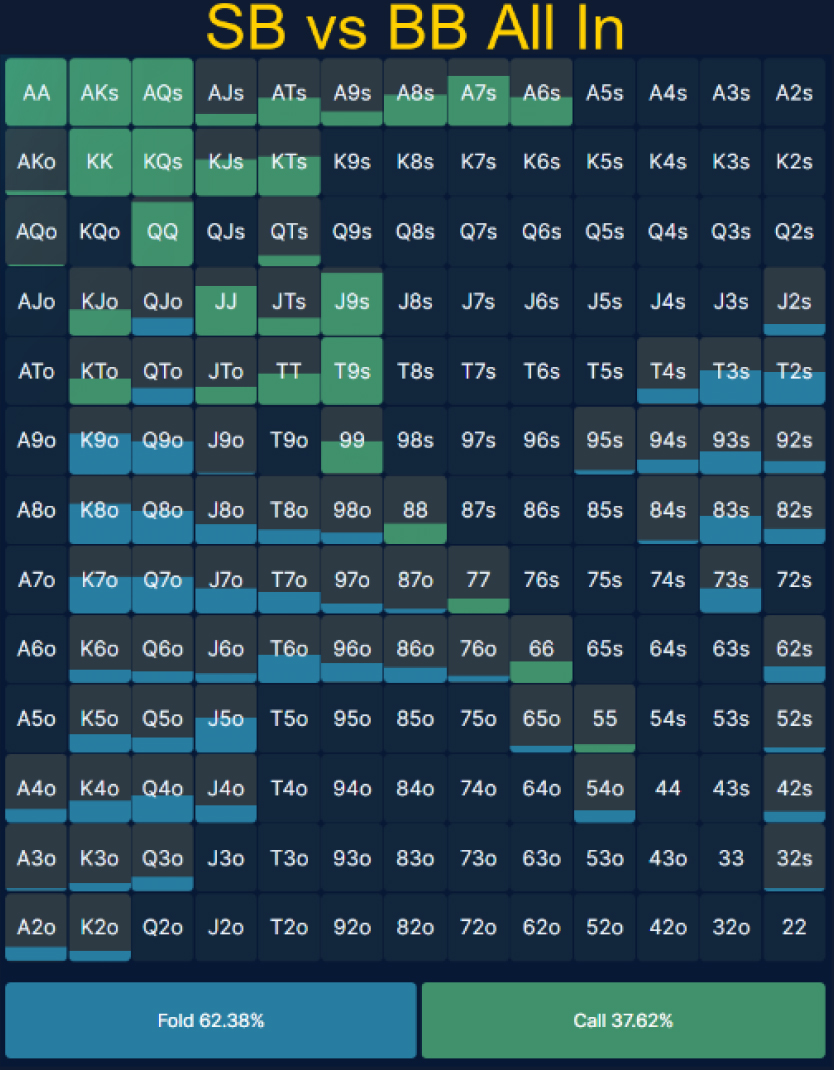 SB vs BB All In
AA AKs AQs AJs ATs A9s A8s A7s A6s A5s A4s A3s A2s
AKo KK KQs KJs KTs K9s K8s K7s K6s K5s K4s K3s K2s
AQo KQo QQ QJs QTs Q9s Q8s Q7s Q6s Q5s Q4s Q3s Q2s
AJo KJo QJo JJ JTs J9s J8s J7s J6s J5s J4s J3s J2s
ATo KTo QTo JTo TT T9s T8s T7s T6s T5s T4s T3s T2s
A9o K9o Q9o J9o T9o 99 98s 97s 96s 95s 94s 93s 92s
A8o K8o Q8o J8o T8o 98o 88 87s 86s 85s 84s 83s 82s
A7o K7o Q7o J7o T7o 97o 87o 77 76s 75s 74s 73s 72s
A6o K6o Q6o J6o T6o 96o 86o 76o 66 65s 64s 63s 62s
A5o K5o Q5o J5o T5o 95o 85o 75o 65o 55 54s 53s 52s
A4o K4o Q4o J4o T4o 94o 84o 74o 64o 54o 44 43s 42s
A3o K3o Q3o J3o T3o 93o 83o 73o 63o 53o 43o 33 32s
A2o K2o Q2o J2o T2o 92o 82o 72o 62o 52o 42o 32o 22
Fold 62.38% Call 37.62%